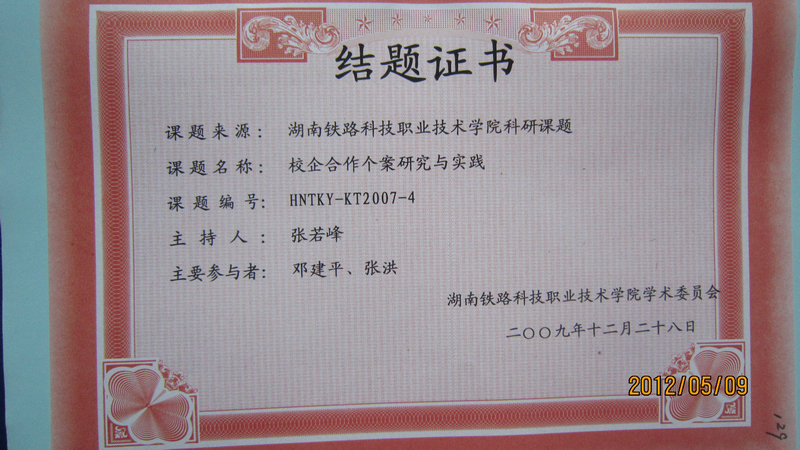 结题证书
课题来源：湖南铁路科技职业技术学院科研课题
课题名称：校企合作个案研究与实践
课题编号：HNTKY-KT2007-4
主持人：张若峰
主要参与者：邓建平、张洪
湖南铁路科技职业技术学院学术委员会
二〇〇九年十二月二十八日
2012/05/09
129